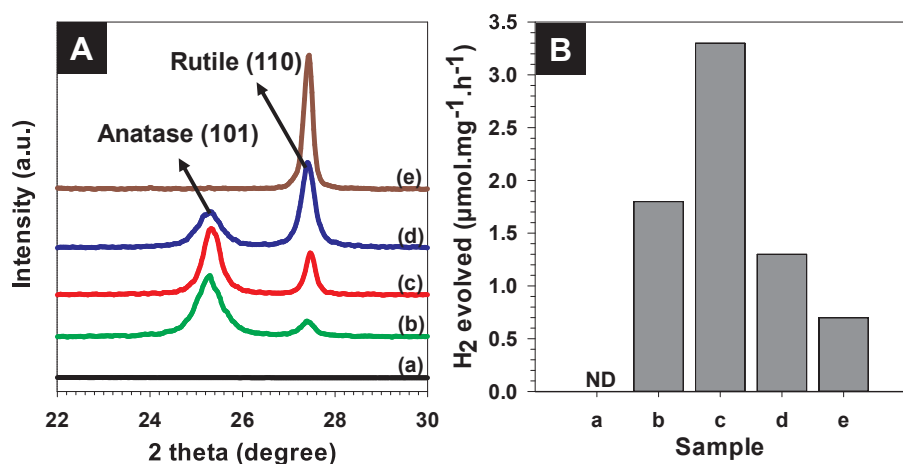 A
Rutile (110)
Anatase (101)
(e)
(d)
(c)
(b)
(a)
Intensity (a.u.)
22 24 26 28 30
2 theta (degree)
B
H2 evolved (µmol.mg-1.h-1)
3.5
3.0
2.5
2.0
1.5
1.0
0.5
0.0
ND
a b c d e
Sample